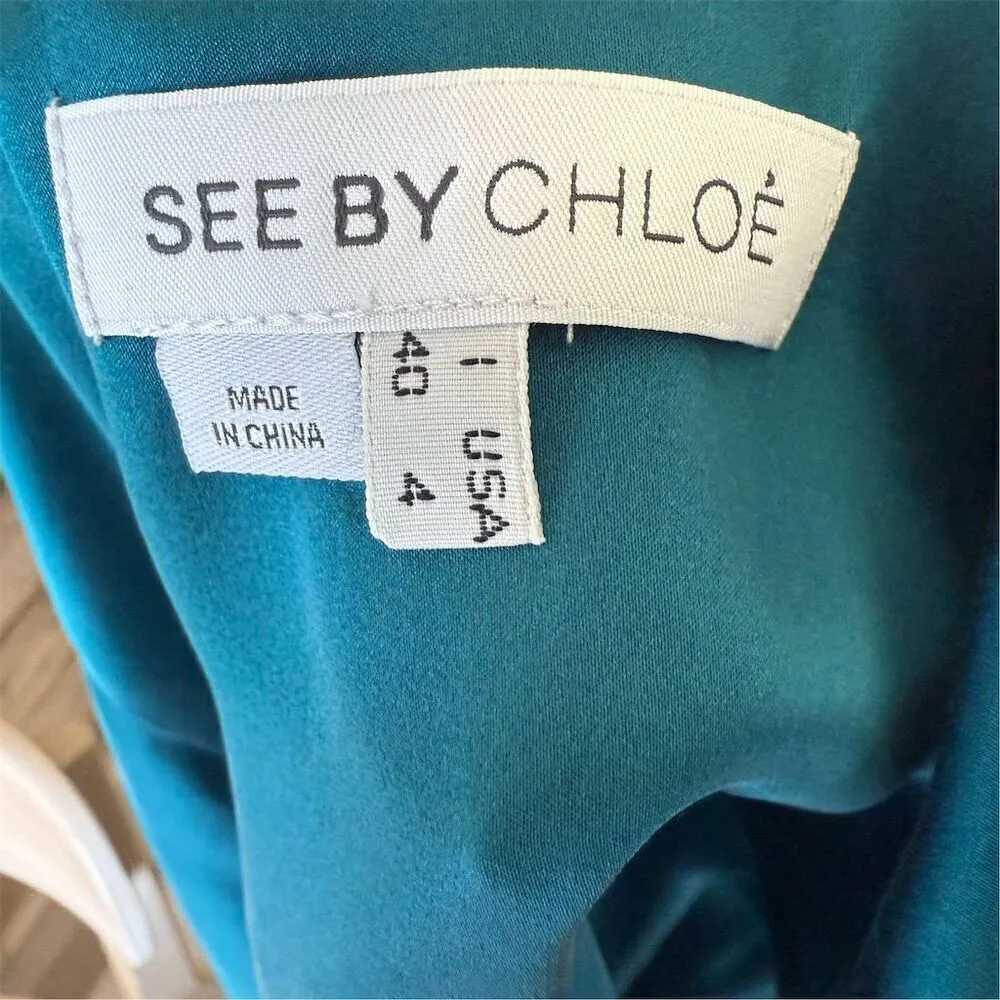 SEE BY CHLOÉ
MADE
IN CHINA
I USA
40 4